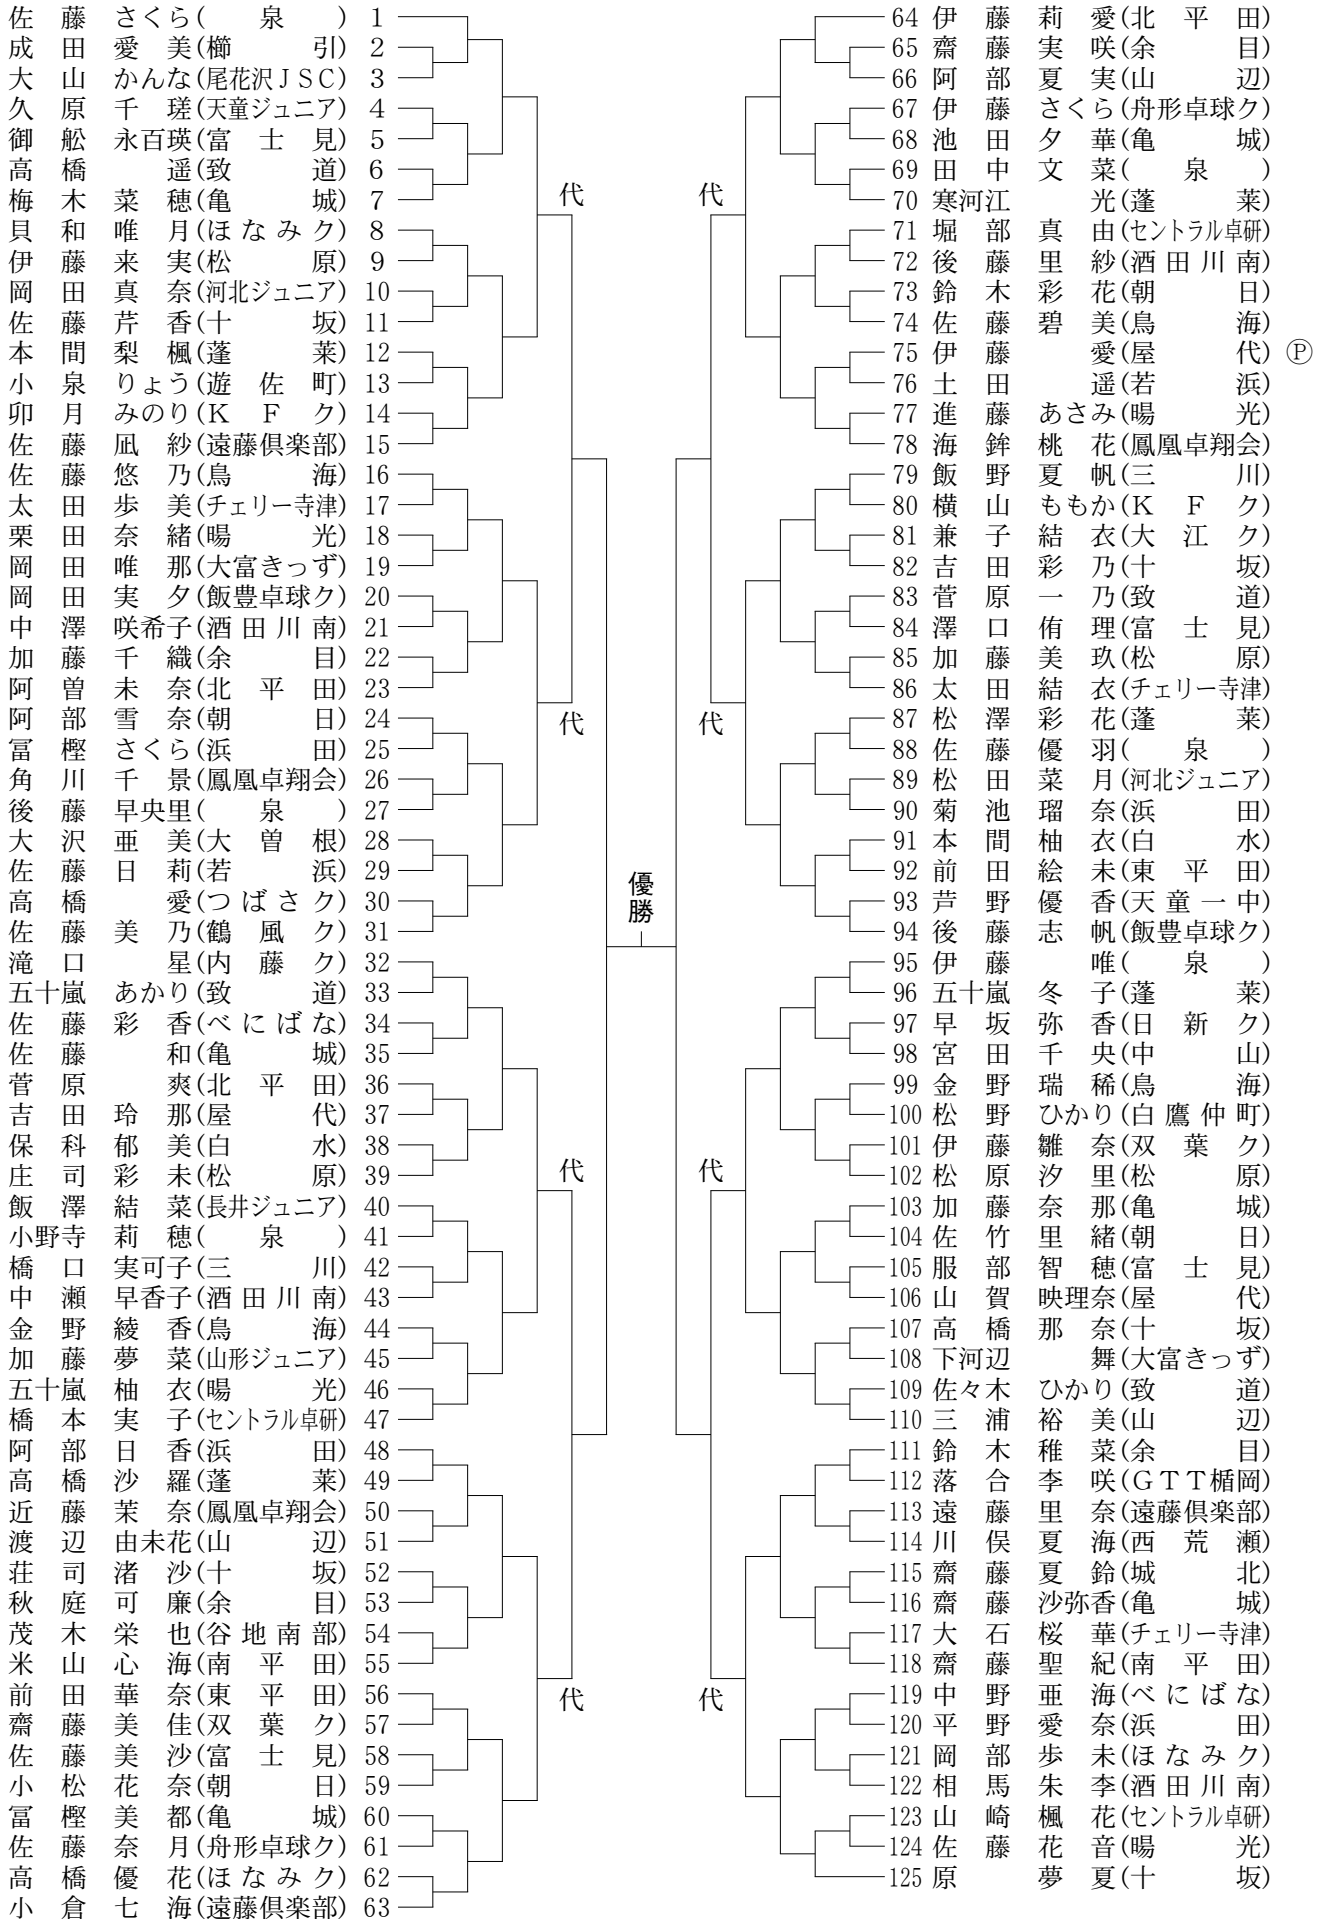 佐藤 さくら(泉) 1
成田 愛美(櫛引) 2
大山 かんな(尾花沢ＪＳＣ) 3
久原 千瑳(天童ジュニア) 4
御舩 永百瑛(富士見) 5
高橋 遥(致道) 6
梅木 菜穂(亀城) 7
貝和 唯月(ほなみク) 8
伊藤 来実(松原) 9
岡田 真奈(河北ジュニア) 10
佐藤 芹香(十坂) 11
本間 梨楓(蓬莱) 12
小泉 りょう(遊佐町) 13
卯月 みのり(ＫＦク) 14
佐藤 凪紗(遠藤倶楽部) 15
佐藤 悠乃(鳥海) 16
太田 歩美(チェリー寺津) 17
栗田 奈緒(暘光) 18
岡田 唯那(大富きっず) 19
岡田 実夕(飯豊卓球ク) 20
中澤 咲希子(酒田川南) 21
加藤 千織(余目) 22
阿曽 未奈(北平田) 23
阿部 雪奈(朝日) 24
冨樫 さくら(浜田) 25
角川 千景(鳳凰卓翔会) 26
後藤 早央里(泉) 27
大沢 亜美(大曽根) 28
佐藤 日莉(若浜) 29
高橋 愛(つばさク) 30
佐藤 美乃(鶴風ク) 31
滝口 星(内藤ク) 32
五十嵐 あかり(致道) 33
佐藤 彩香(べにばな) 34
佐藤 和(亀城) 35
菅原 爽(北平田) 36
吉田 玲那(屋代) 37
保科 郁美(白水) 38
庄司 彩未(松原) 39
飯澤 結菜(長井ジュニア) 40
小野寺 莉穂(泉) 41
橋口 実可子(三川) 42
中瀬 早香子(酒田川南) 43
金野 綾香(鳥海) 44
加藤 夢菜(山形ジュニア) 45
五十嵐 柚衣(暘光) 46
橋本 実子(セントラル卓研) 47
阿部 日香(浜田) 48
高橋 沙羅(蓬莱) 49
近藤 茉奈(鳳凰卓翔会) 50
渡辺 由未花(山辺) 51
荘司 渚沙(十坂) 52
秋庭 可廉(余目) 53
茂木 栄也(谷地南部) 54
米山 心海(南平田) 55
前田 華奈(東平田) 56
齋藤 美佳(双葉ク) 57
佐藤 美沙(富士見) 58
小松 花奈(朝日) 59
冨樫 美都(亀城) 60
佐藤 奈月(舟形卓球ク) 61
高橋 優花(ほなみク) 62
小倉 七海(遠藤倶楽部) 63
代
代
代
代
優勝
代
代
代
代
64 伊藤 莉愛(北平田)
65 齋藤 実咲(余目)
66 阿部 夏実(山辺)
67 伊藤 さくら(舟形卓球ク)
68 池田 夕華(亀城)
69 田中 文菜(泉)
70 寒河江 光(蓬莱)
71 堀部 真由(セントラル卓研)
72 後藤 里紗(酒田川南)
73 鈴木 彩花(朝日)
74 佐藤 碧美(鳥海)
75 伊藤 愛(屋代) Ⓟ
76 土田 遥(若浜)
77 進藤 あさみ(暘光)
78 海鉾 桃花(鳳凰卓翔会)
79 飯野 夏帆(三川)
80 横山 ももか(ＫＦク)
81 兼子 結衣(大江ク)
82 吉田 彩乃(十坂)
83 菅原 一乃(致道)
84 澤口 侑理(富士見)
85 加藤 美玖(松原)
86 太田 結衣(チェリー寺津)
87 松澤 彩花(蓬莱)
88 佐藤 優羽(泉)
89 松田 菜月(河北ジュニア)
90 菊池 瑠奈(浜田)
91 本間 柚衣(白水)
92 前田 絵未(東平田)
93 芦野 優香(天童一中)
94 後藤 志帆(飯豊卓球ク)
95 伊藤 唯(泉)
96 五十嵐 冬子(蓬莱)
97 早坂 弥香(日新ク)
98 宮田 千央(中山)
99 金野 瑞稀(鳥海)
100 松野 ひかり(白鷹仲町)
101 伊藤 雛奈(双葉ク)
102 松原 汐里(松原)
103 加藤 奈那(亀城)
104 佐竹 里緒(朝日)
105 服部 智穂(富士見)
106 山賀 映理奈(屋代)
107 高橋 那奈(十坂)
108 下河辺 舞(大富きっず)
109 佐々木 ひかり(致道)
110 三浦 裕美(山辺)
111 鈴木 稚菜(余目)
112 落合 李咲(ＧＴＴ楯岡)
113 遠藤 里奈(遠藤倶楽部)
114 川俣 夏海(西荒瀬)
115 齋藤 夏鈴(城北)
116 齋藤 沙弥香(亀城)
117 大石 桜華(チェリー寺津)
118 齋藤 聖紀(南平田)
119 中野 亜海(べにばな)
120 平野 愛奈(浜田)
121 岡部 歩未(ほなみク)
122 相馬 朱李(酒田川南)
123 山崎 楓花(セントラル卓研)
124 佐藤 花音(暘光)
125 原 夢夏(十坂)